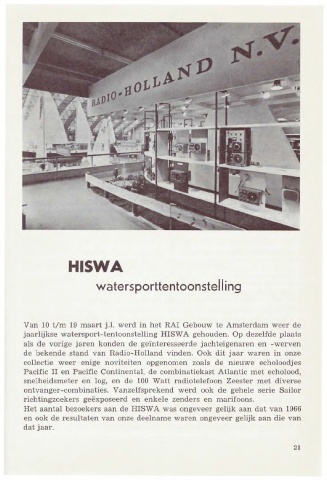 RADIO-HOLLAND N.V.
HISWA
watersporttentoonstelling
Van 10 t/m 19 maart j.l. werd in het RAI Gebouw te Amsterdam weer de
jaarlijkse watersport-tentoonstelling HISWA gehouden. Op dezelfde plaats
als de vorige jaren konden de geïnteresseerde jachteigenaren en -werven
de bekende stand van Radio-Holland vinden. Ook dit jaar waren in onze
collectie weer enige noviteiten opgenomen zoals de nieuwe echoloodjes
Pacific II en Pacific Continental, de combinatiekast Atlantic met echolood,
snelheidsmeter en log, en de 100 Watt radiotelefoon Zeester met diverse
ontvanger-combinaties. Vanzelfsprekend werd ook de gehele serie Sailor
richtingzoekers geëxposeerd en enkele zenders en marifoons.
Het aantal bezoekers aan de HISWA was ongeveer gelijk aan dat van 1966
en ook de resultaten van onze deelname waren ongeveer gelijk aan die van
dat jaar.
21